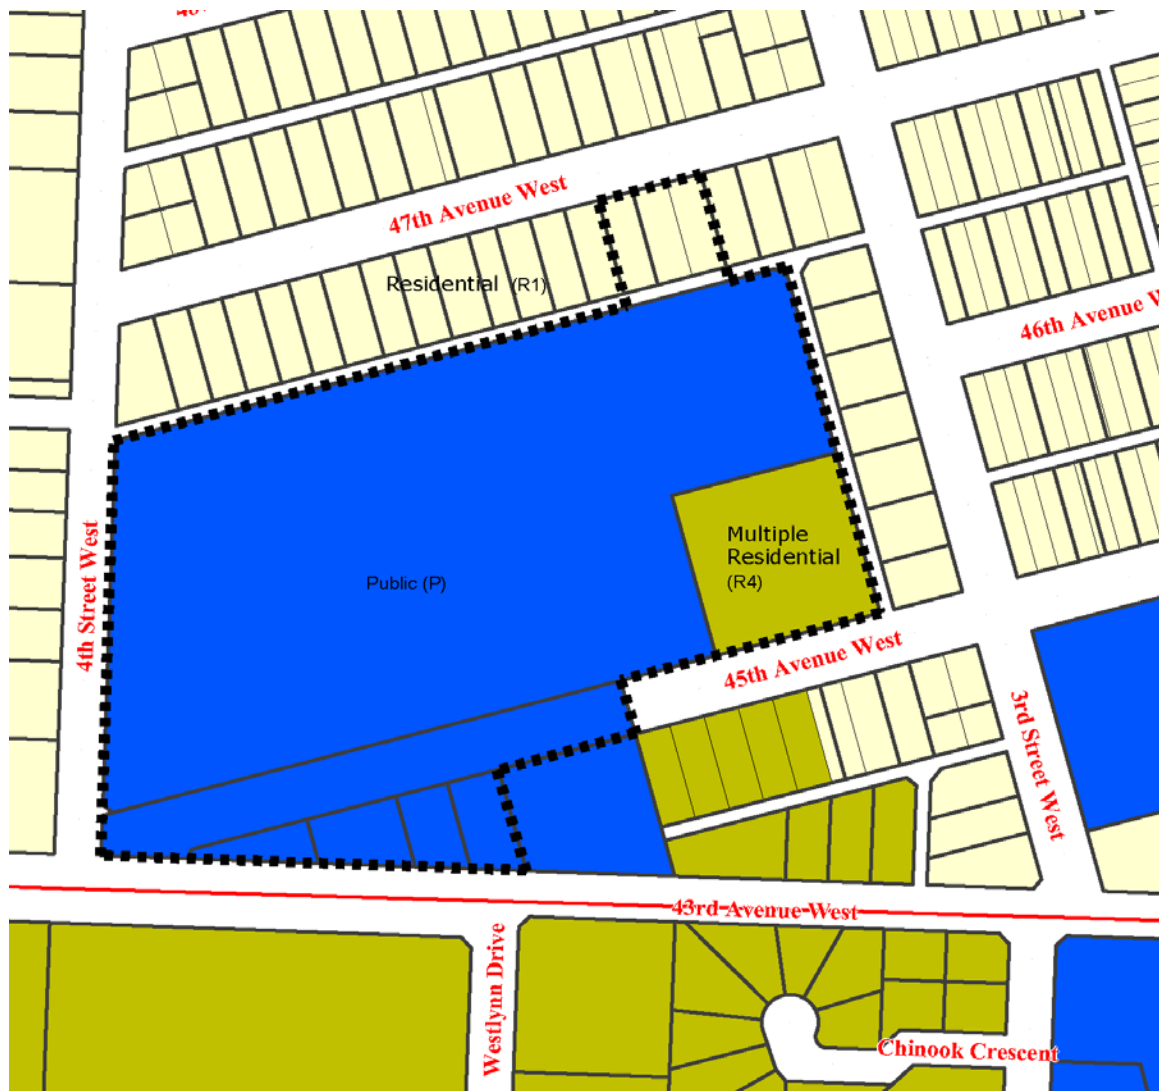 47th Avenue West
Residential (R1)
46th Avenue W
Multiple
Residential
(R4)
Public (P)
4th Street West
45th Avenue West
3rd Street West
43rd Avenue West
Westlynn Drive
Chinook Crescent